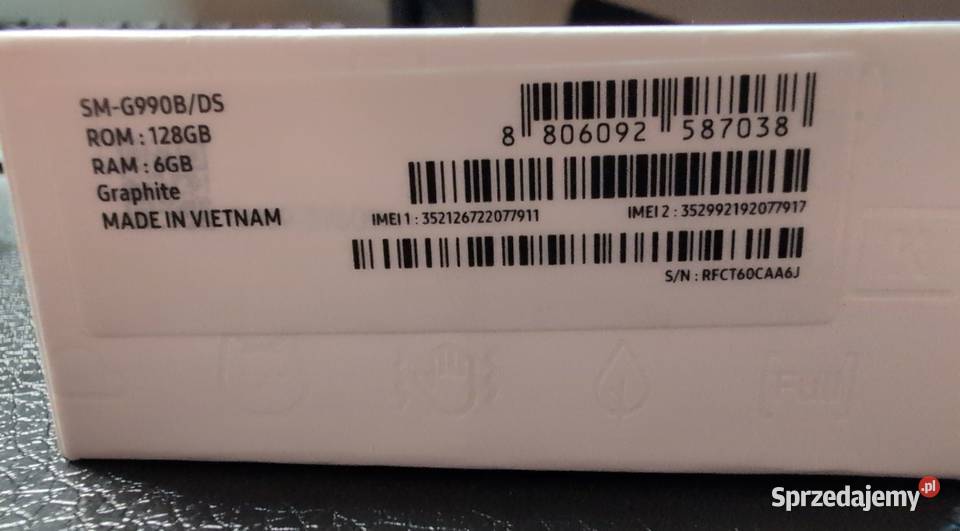 SM-G990B/DS
ROM : 128GB
RAM : 6GB
Graphite
MADE IN VIETNAM
8 806092 587038
IMEI 1 : 352126722077911
IMEI 2 : 352992192077917
S/N : RFCT60CAA6J
[Full]
Sprzedajemy.pl